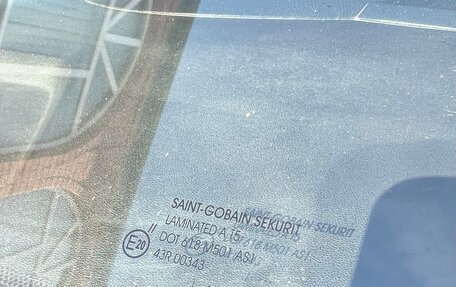 SAINT-GOBAIN SEKURIT
LAMINATED A 15
// DOT 618 M501 AS1
E20
43R 00343